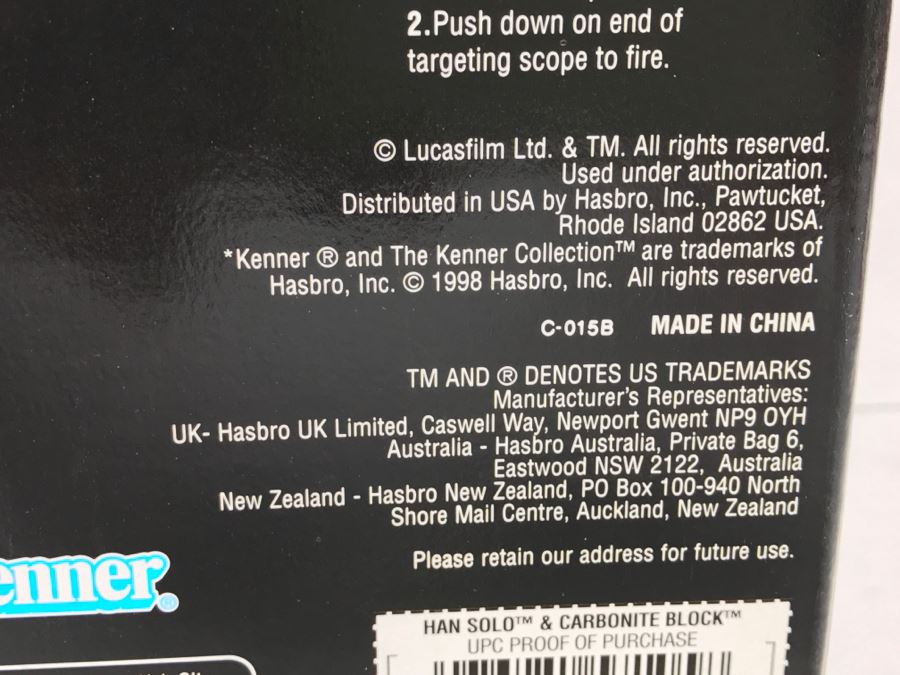 2.Push down on end of
targeting scope to fire.
© Lucasfilm Ltd. & TM. All rights reserved.
Used under authorization.
Distributed in USA by Hasbro, Inc., Pawtucket,
Rhode Island 02862 USA.
*Kenner ® and The Kenner Collection™ are trademarks of
Hasbro, Inc. © 1998 Hasbro, Inc. All rights reserved.
C-015B MADE IN CHINA
TM AND ® DENOTES US TRADEMARKS
Manufacturer's Representatives:
UK- Hasbro UK Limited, Caswell Way, Newport Gwent NP9 OYH
Australia - Hasbro Australia, Private Bag 6,
Eastwood NSW 2122, Australia
New Zealand - Hasbro New Zealand, PO Box 100-940 North
Shore Mail Centre, Auckland, New Zealand
Please retain our address for future use.
enner®
HAN SOLO™ & CARBONITE BLOCK™
UPC PROOF OF PURCHASE